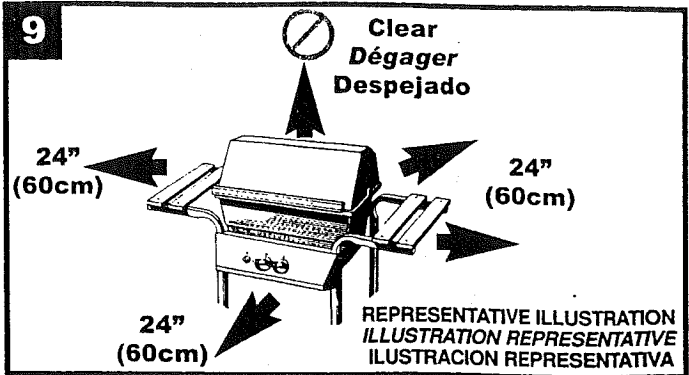 9
Clear
Dégager
Despejado
24”
(60cm)
24”
(60cm)
24”
(60cm)
REPRESENTATIVE ILLUSTRATION
ILLUSTRATION REPRESENTATIVE
ILUSTRACION REPRESENTATIVA